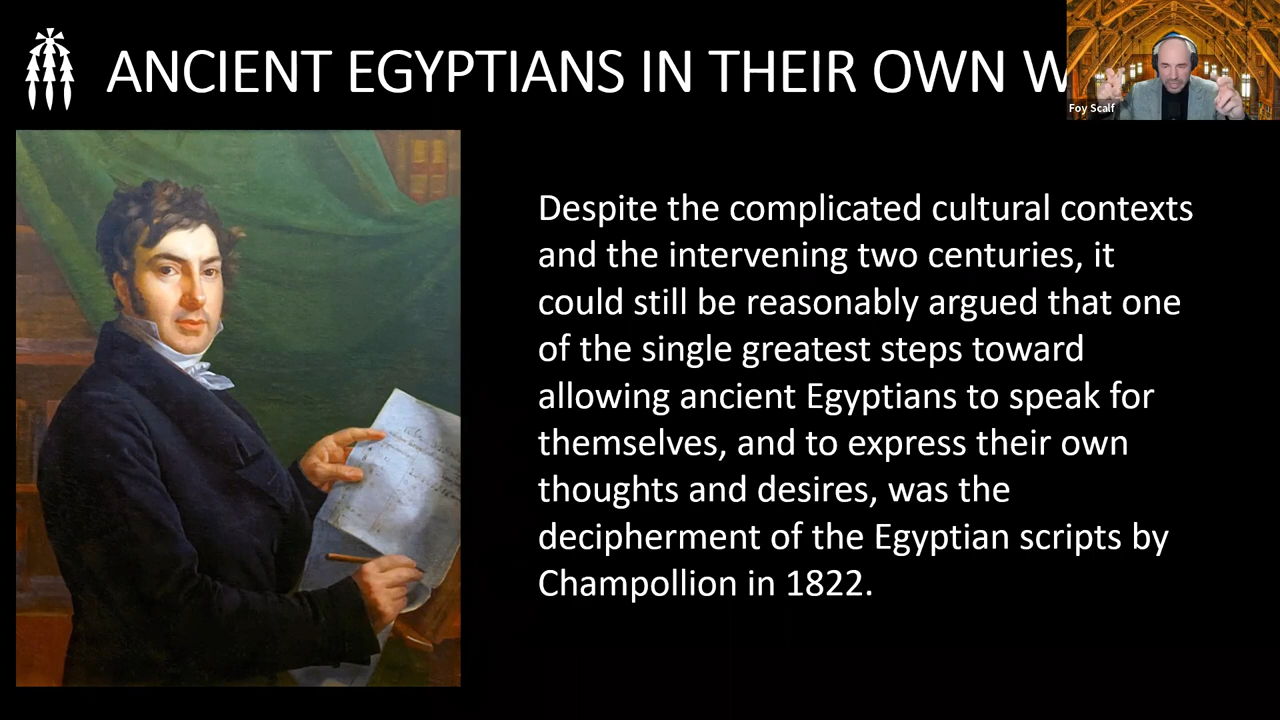 ANCIENT EGYPTIANS IN THEIR OWN W
Foy Scalf
Despite the complicated cultural contexts
and the intervening two centuries, it
could still be reasonably argued that one
of the single greatest steps toward
allowing ancient Egyptians to speak for
themselves, and to express their own
thoughts and desires, was the
decipherment of the Egyptian scripts by
Champollion in 1822.